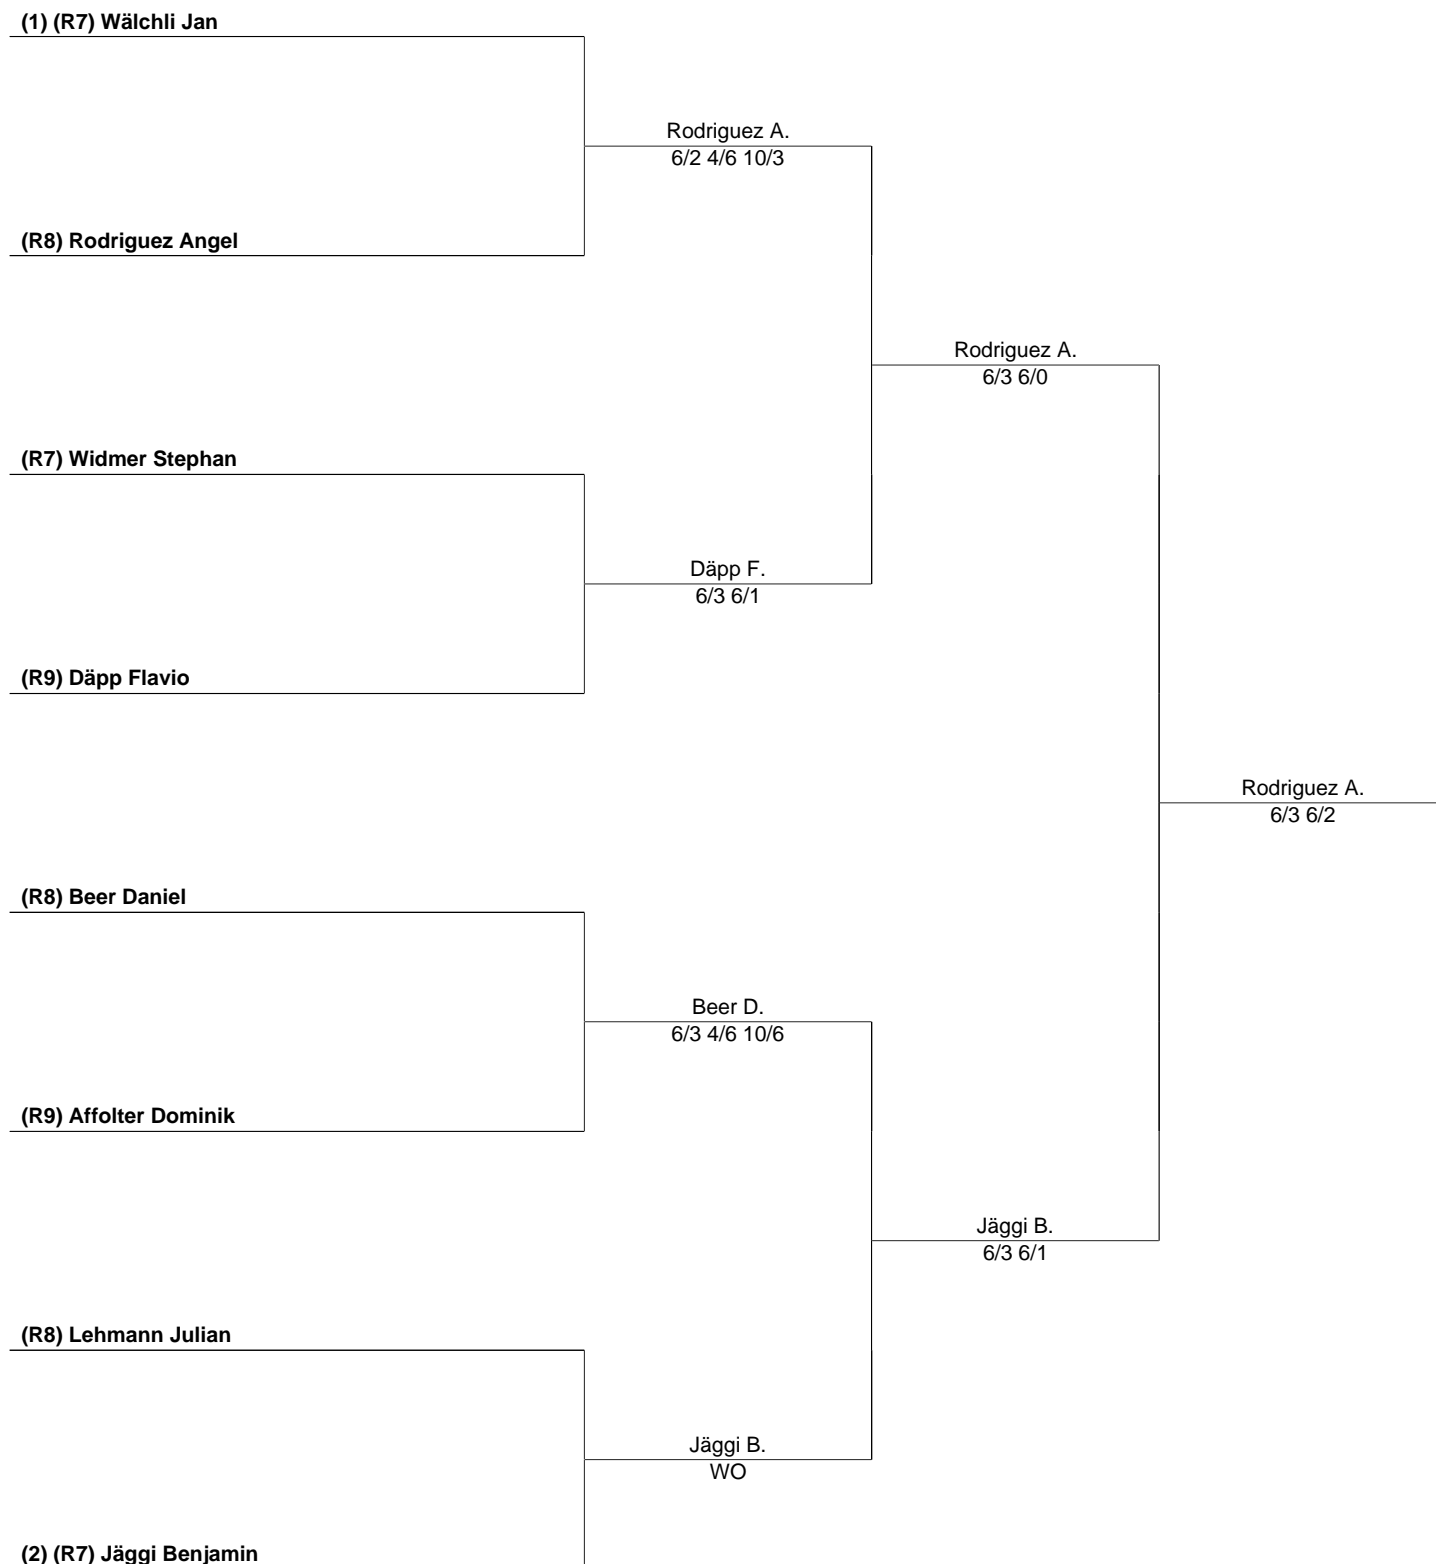 (1) (R7) Wälchli Jan
Rodriguez A.
6/2 4/6 10/3
(R8) Rodriguez Angel
Rodriguez A.
6/3 6/0
(R7) Widmer Stephan
Däpp F.
6/3 6/1
(R9) Däpp Flavio
Rodriguez A.
6/3 6/2
(R8) Beer Daniel
Beer D.
6/3 4/6 10/6
(R9) Affolter Dominik
Jäggi B.
6/3 6/1
(R8) Lehmann Julian
Jäggi B.
WO
(2) (R7) Jäggi Benjamin